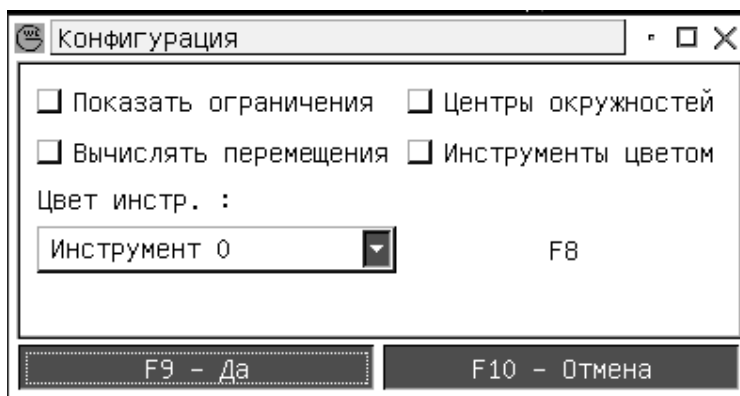 Конфигурация
Показать ограничения Центры окружностей
Вычислять перемещения Инструменты цветом
Цвет инстр. :
Инструмент 0 F8
F9 - Да F10 - Отмена